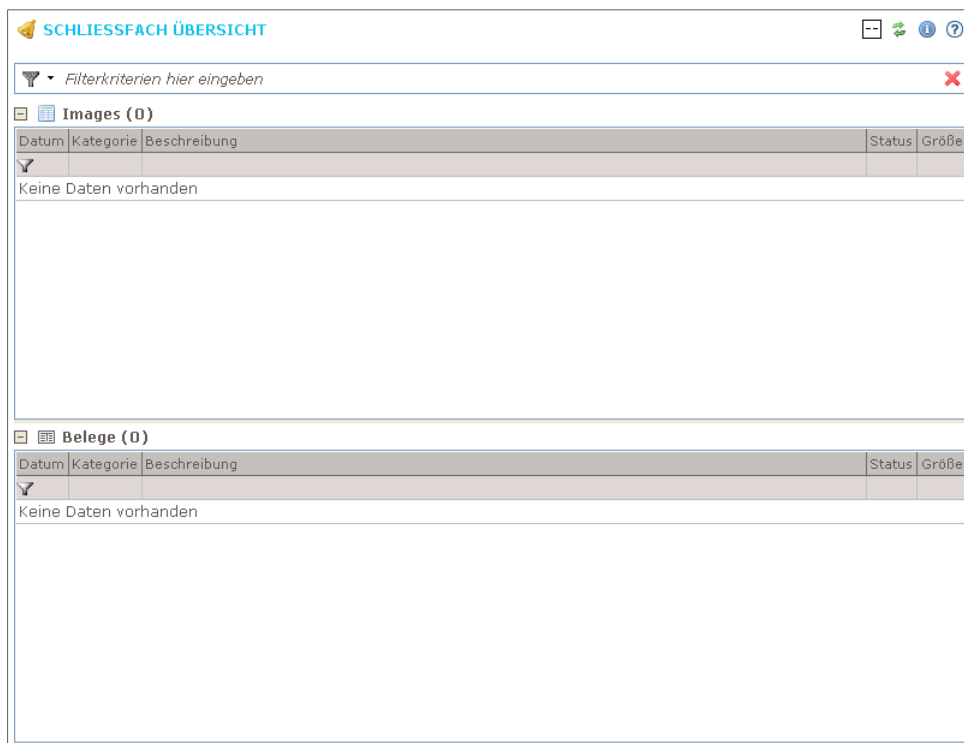 SCHLIESSFACH ÜBERSICHT
Filterkriterien hier eingeben
Images (0)
Datum Kategorie Beschreibung Status Größe
Keine Daten vorhanden
Belege (0)
Datum Kategorie Beschreibung Status Größe
Keine Daten vorhanden